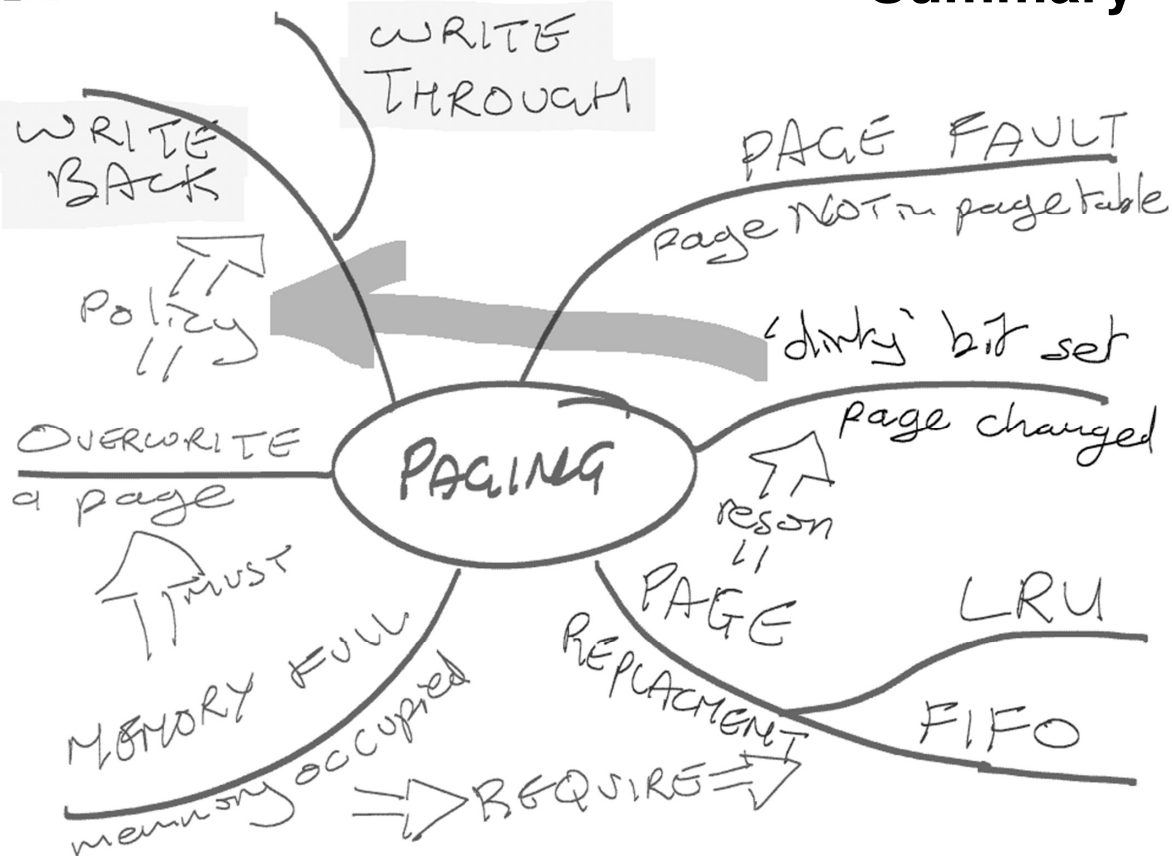 Summary
WRITE
THROUGH
WRITE
BACK
PAGE FAULT
page NOT in page table
Policy
'dirty' bit set
page changed
OVERWRITE
a page
PAGING
reson
MUST
PAGE
REPLACMENT
LRU
FIFO
MEMORY FULL
memory occupied
REQUIRE